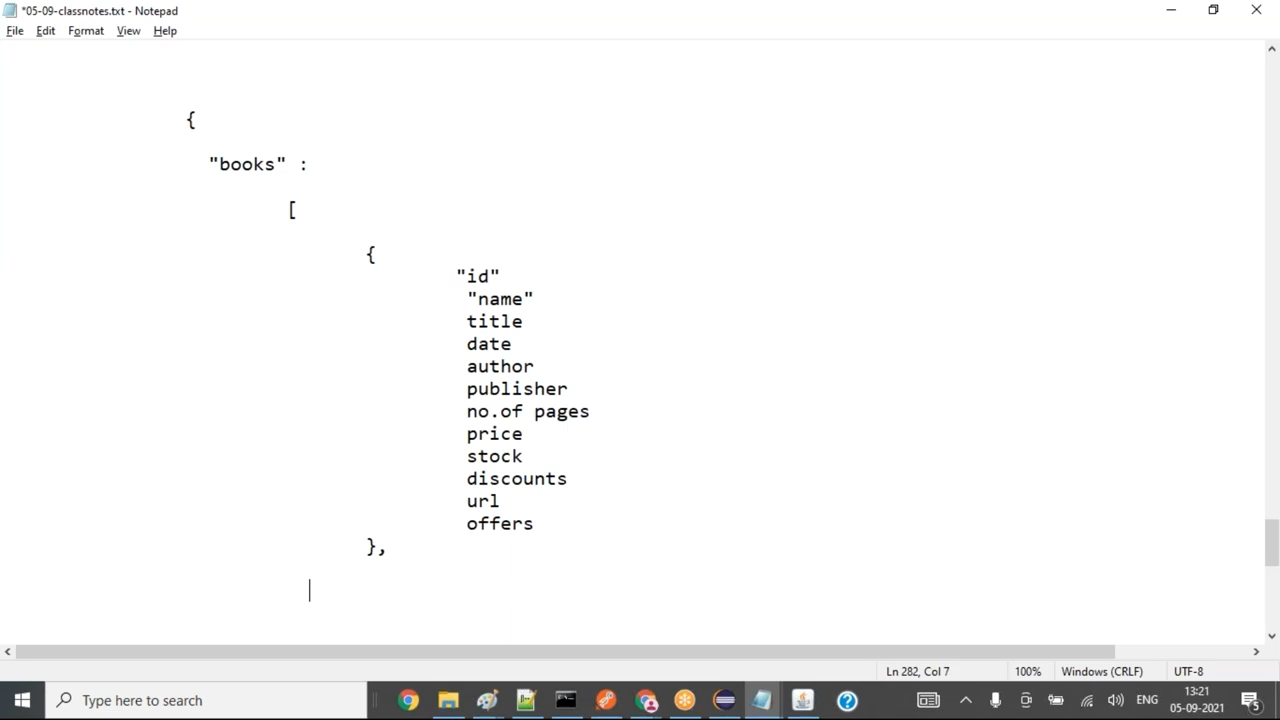 *05-09-classnotes.txt - Notepad
File Edit Format View Help
{
"books" :
[
{
"id"
"name"
title
date
author
publisher
no.of pages
price
stock
discounts
url
offers
},
Ln 282, Col 7 100% Windows (CRLF) UTF-8
Type here to search
ENG
13:21
05-09-2021
5